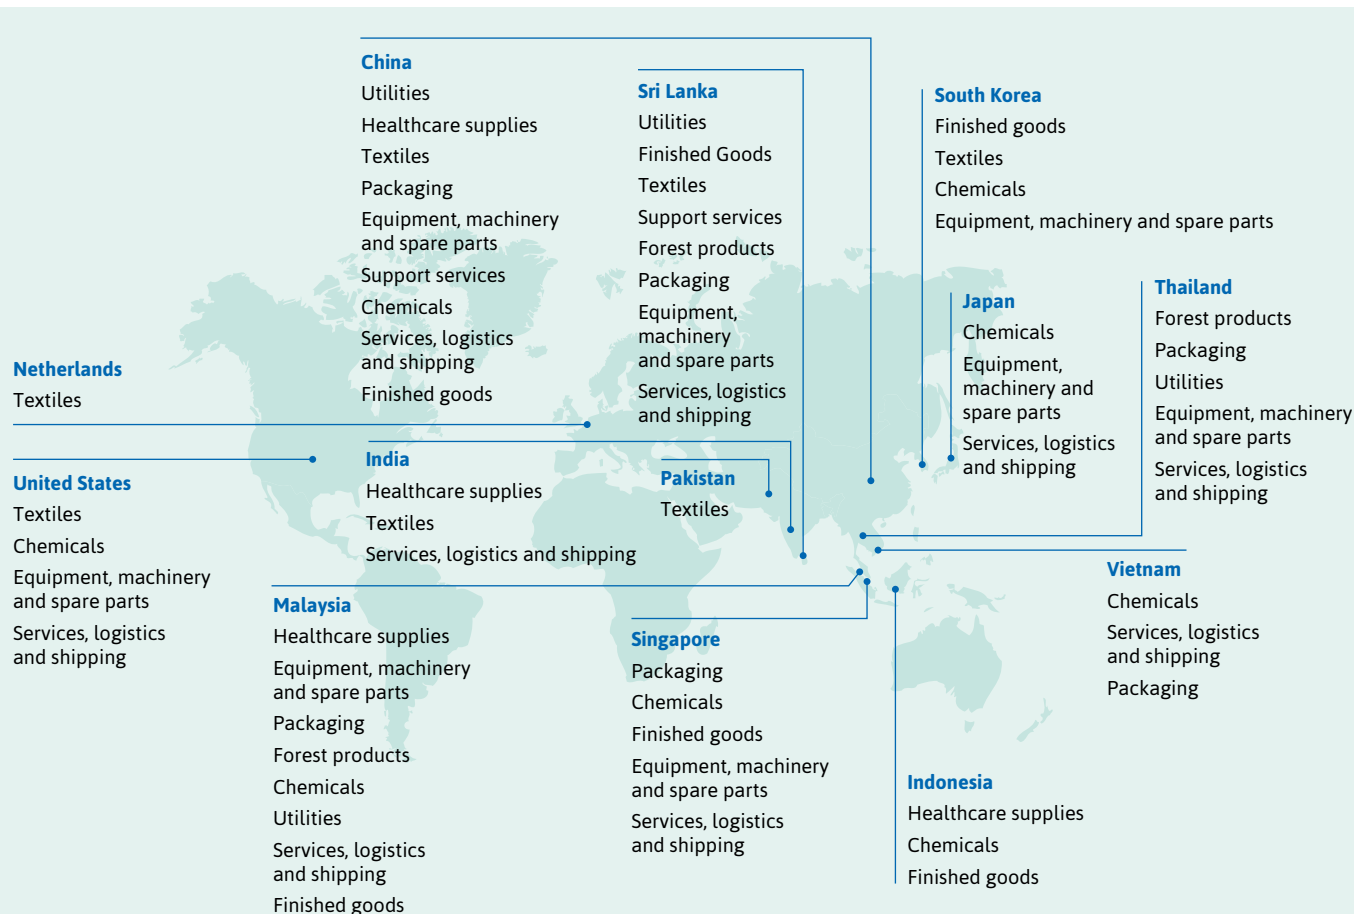 China
Utilities
Healthcare supplies
Textiles
Packaging
Equipment, machinery
and spare parts
Support services
Chemicals
Services, logistics
and shipping
Finished goods
Sri Lanka
Utilities
Finished Goods
Textiles
Support services
Forest products
Packaging
Equipment,
machinery
and spare parts
Services, logistics
and shipping
South Korea
Finished goods
Textiles
Chemicals
Equipment, machinery and spare parts
Japan
Chemicals
Equipment,
machinery and
spare parts
Services, logistics
and shipping
Thailand
Forest products
Packaging
Utilities
Equipment, machinery
and spare parts
Services, logistics
and shipping
Netherlands
Textiles
United States
Textiles
Chemicals
Equipment, machinery
and spare parts
Services, logistics
and shipping
India
Healthcare supplies
Textiles
Services, logistics and shipping
Pakistan
Textiles
Malaysia
Healthcare supplies
Equipment, machinery
and spare parts
Packaging
Forest products
Chemicals
Utilities
Services, logistics
and shipping
Finished goods
Singapore
Packaging
Chemicals
Finished goods
Equipment, machinery
and spare parts
Services, logistics
and shipping
Vietnam
Chemicals
Services, logistics
and shipping
Packaging
Indonesia
Healthcare supplies
Chemicals
Finished goods